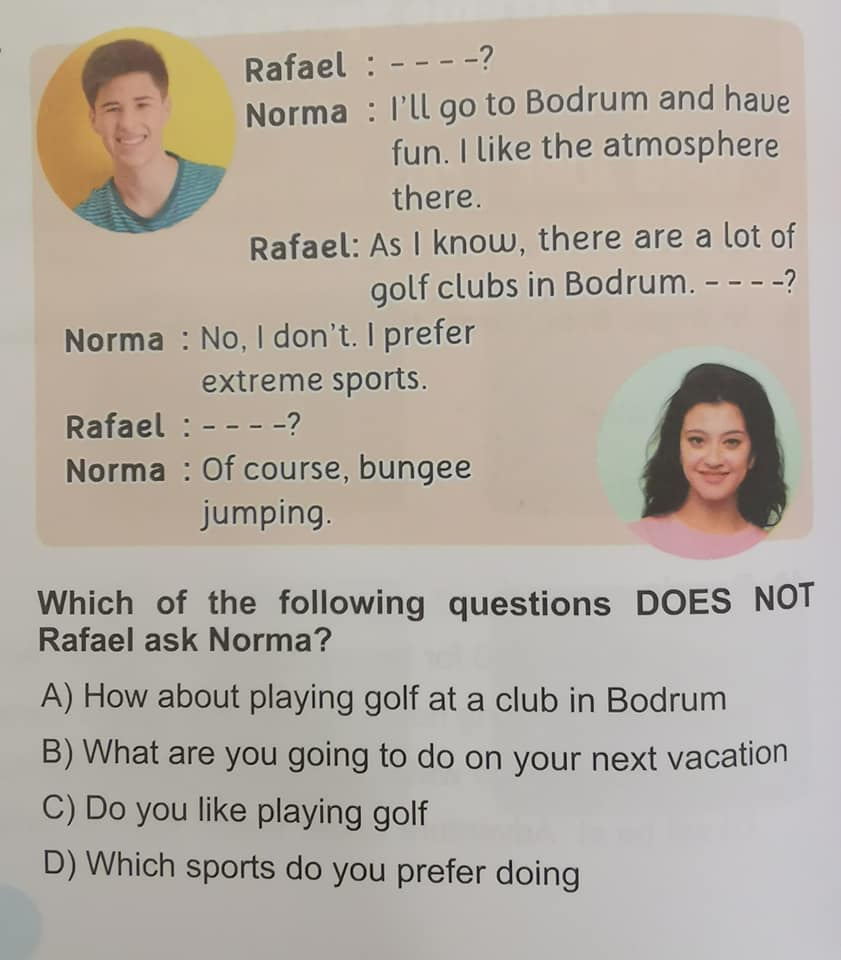 Rafael : - - - -?
Norma : I'll go to Bodrum and have
fun. I like the atmosphere
there.
Rafael: As I know, there are a lot of
golf clubs in Bodrum. - - - -?
Norma : No, I don't. I prefer
extreme sports.
Rafael : - - - -?
Norma : Of course, bungee
jumping.
Which of the following questions DOES NOT
Rafael ask Norma?
A) How about playing golf at a club in Bodrum
B) What are you going to do on your next vacation
C) Do you like playing golf
D) Which sports do you prefer doing